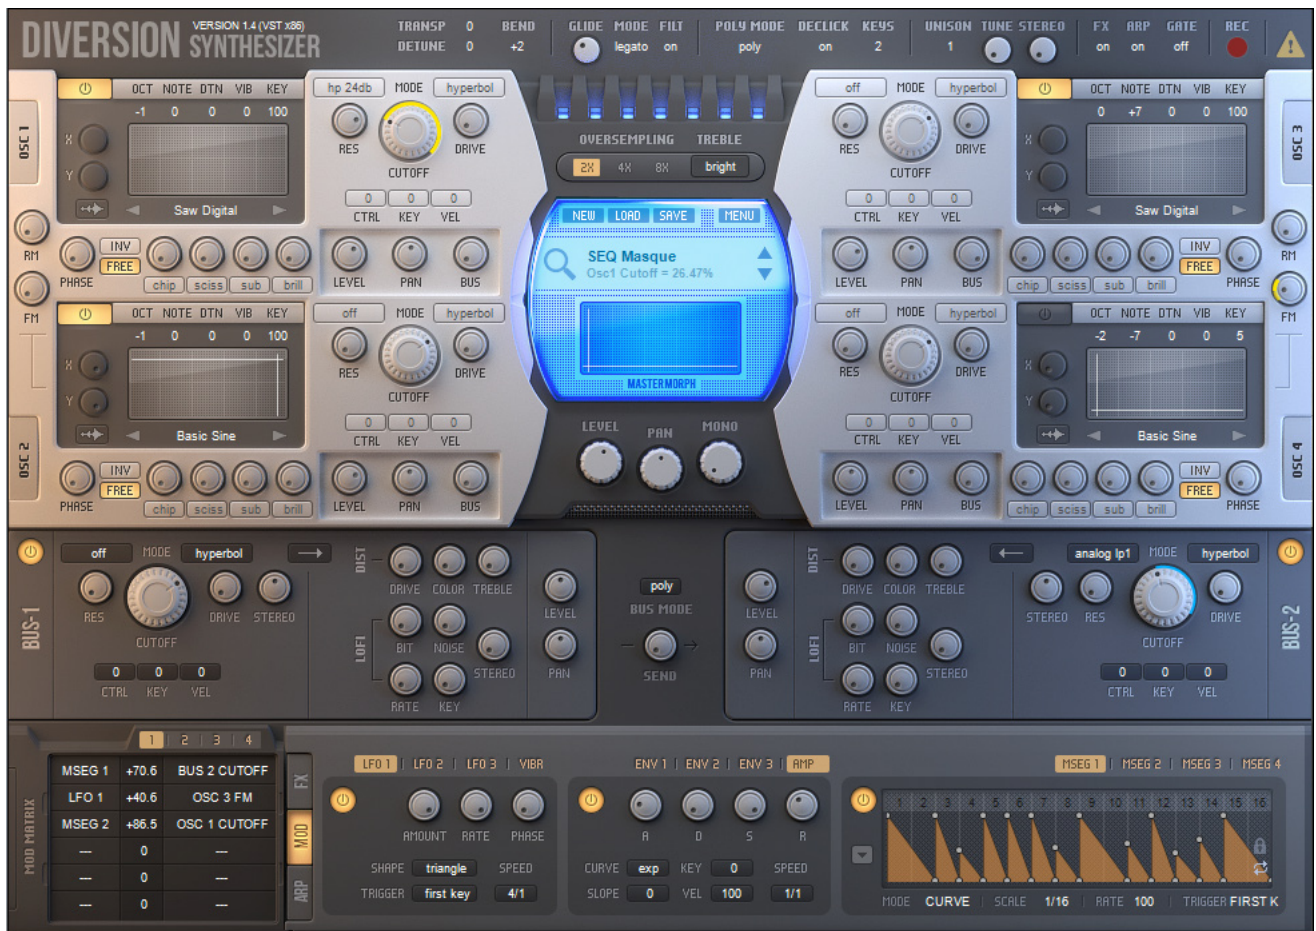 DIVERSION SYNTHESIZER
VERSION 1.4 (VST x86)
TRANSP 0 BEND
DETUNE 0 +2
GLIDE MODE FILT
legato on
POLY MODE DECLICK KEYS
poly on 2
UNISON TUNE STEREO
1
FX ARP GATE REC
on on off
OSC 1
OCT NOTE DTN VIB KEY
-1 0 0 0 100
X
Y
Saw Digital
RM
FM
PHASE INV
FREE
chip sciss sub brill
hp 24db MODE hyperbol
RES DRIVE
CUTOFF
0 0 0
CTRL KEY VEL
LEVEL PAN BUS
OSC 2
OCT NOTE DTN VIB KEY
-1 0 0 0 100
X
Y
Basic Sine
PHASE INV
FREE
chip sciss sub brill
off MODE hyperbol
RES DRIVE
CUTOFF
0 0 0
CTRL KEY VEL
LEVEL PAN BUS
OVERSEMPLING TREBLE
2X 4X 8X bright
NEW LOAD SAVE MENU
SEQ Masque
Osc1 Cutoff = 26.47%
MASTER MORPH
LEVEL PAN MONO
off MODE hyperbol
RES DRIVE
CUTOFF
0 0 0
CTRL KEY VEL
LEVEL PAN BUS
OSC 3
OCT NOTE DTN VIB KEY
0 +7 0 0 100
X
Y
Saw Digital
RM
FM
INV
FREE PHASE
chip sciss sub brill
off MODE hyperbol
RES DRIVE
CUTOFF
0 0 0
CTRL KEY VEL
LEVEL PAN BUS
OSC 4
OCT NOTE DTN VIB KEY
-2 -7 0 0 5
X
Y
Basic Sine
INV
FREE PHASE
chip sciss sub brill
BUS-1
off MODE hyperbol
RES DRIVE STEREO
CUTOFF
0 0 0
CTRL KEY VEL
DIST
DRIVE COLOR TREBLE
LOFI
BIT NOISE STEREO
RATE KEY
LEVEL
PAN
poly
BUS MODE
SEND
LEVEL
PAN
DIST
DRIVE COLOR TREBLE
LOFI
BIT NOISE STEREO
RATE KEY
BUS-2
analog lp1 MODE hyperbol
STEREO RES DRIVE
CUTOFF
0 0 0
CTRL KEY VEL
MOD MATRIX
1 2 3 4
MSEG 1 +70.6 BUS 2 CUTOFF
LFO 1 +40.6 OSC 3 FM
MSEG 2 +86.5 OSC 1 CUTOFF
--- 0 ---
--- 0 ---
--- 0 ---
FX
MOD
ARP
LFO 1 LFO 2 LFO 3 VIBR
AMOUNT RATE PHASE
SHAPE triangle SPEED
TRIGGER first key 4/1
ENV 1 ENV 2 ENV 3 AMP
A D S R
CURVE exp KEY 0 SPEED
SLOPE 0 VEL 100 1/1
MSEG 1 MSEG 2 MSEG 3 MSEG 4
2 3 4 5 6 7 8 9 10 11 12 13 14 15 16
MODE CURVE SCALE 1/16 RATE 100 TRIGGER FIRST K